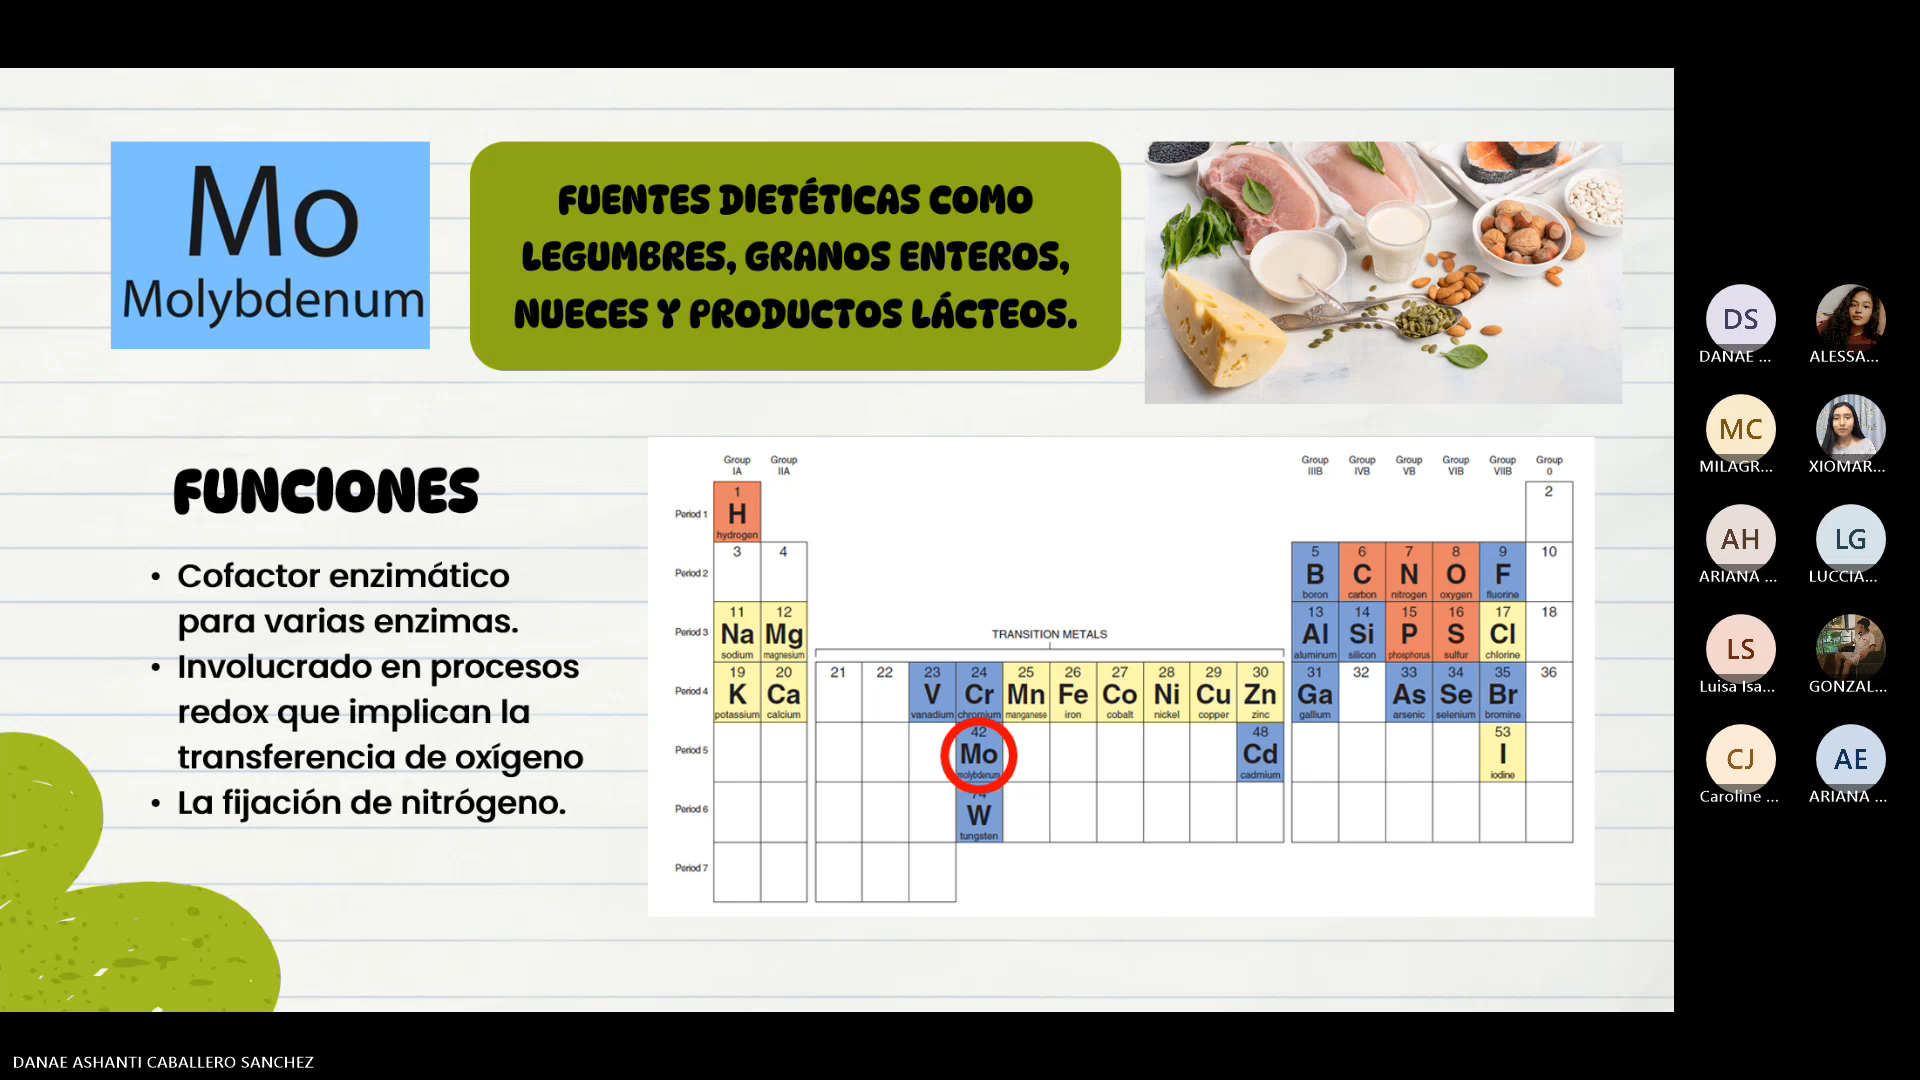 Mo
Molybdenum
FUENTES DIETÉTICAS COMO
LEGUMBRES, GRANOS ENTEROS,
NUECES Y PRODUCTOS LÁCTEOS.
FUNCIONES
• Cofactor enzimático
para varias enzimas.
• Involucrado en procesos
redox que implican la
transferencia de oxígeno
• La fijación de nitrógeno.
Group IA Group IIA Group IIIB Group IVB Group VB Group VIB Group VIIB Group 0
Period 1
1 2
H
hydrogen
Period 2
3 4 5 6 7 8 9 10
B C N O F
boron carbon nitrogen oxygen fluorine
Period 3
11 12 13 14 15 16 17 18
Na Mg Al Si P S Cl
sodium magnesium aluminum silicon phosphorus sulfur chlorine
TRANSITION METALS
Period 4
19 20 21 22 23 24 25 26 27 28 29 30 31 32 33 34 35 36
K Ca V Cr Mn Fe Co Ni Cu Zn Ga As Se Br
potassium calcium vanadium chromium manganese iron cobalt nickel copper zinc gallium arsenic selenium bromine
Period 5
42 48 53
Mo Cd I
molybdenum cadmium iodine
Period 6
W
tungsten
Period 7
DS
DANAE ...
ALESSA...
MC
MILAGR...
XIOMAR...
AH
ARIANA ...
LG
LUCCIA...
LS
Luisa Isa...
GONZAL...
CJ
Caroline ...
AE
ARIANA ...
DANAE ASHANTI CABALLERO SANCHEZ